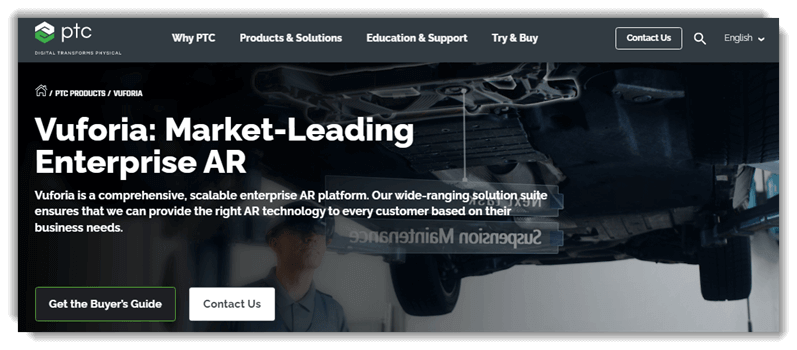 ptc
DIGITAL TRANSFORMS PHYSICAL
Why PTC
Products & Solutions
Education & Support
Try & Buy
Contact Us
English
/ PTC PRODUCTS / VUFORIA
Vuforia: Market-Leading
Enterprise AR
Vuforia is a comprehensive, scalable enterprise AR platform. Our wide-ranging solution suite
ensures that we can provide the right AR technology to every customer based on their
business needs.
Next Task
Suspension Maintenance
Get the Buyer's Guide
Contact Us